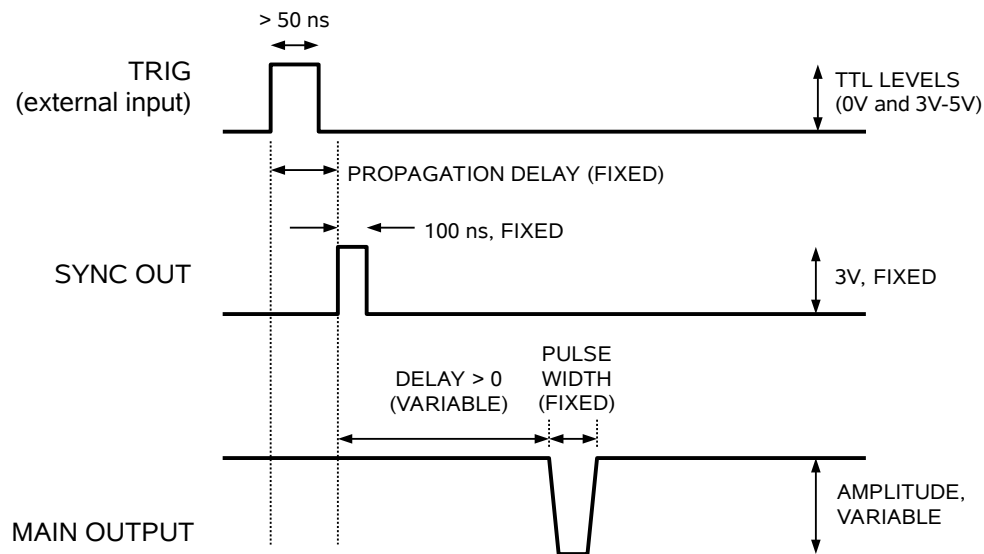 > 50 ns
TRIG
(external input)
TTL LEVELS
(0V and 3V-5V)
PROPAGATION DELAY (FIXED)
100 ns, FIXED
SYNC OUT
3V, FIXED
DELAY > 0
(VARIABLE)
PULSE
WIDTH
(FIXED)
MAIN OUTPUT
AMPLITUDE,
VARIABLE